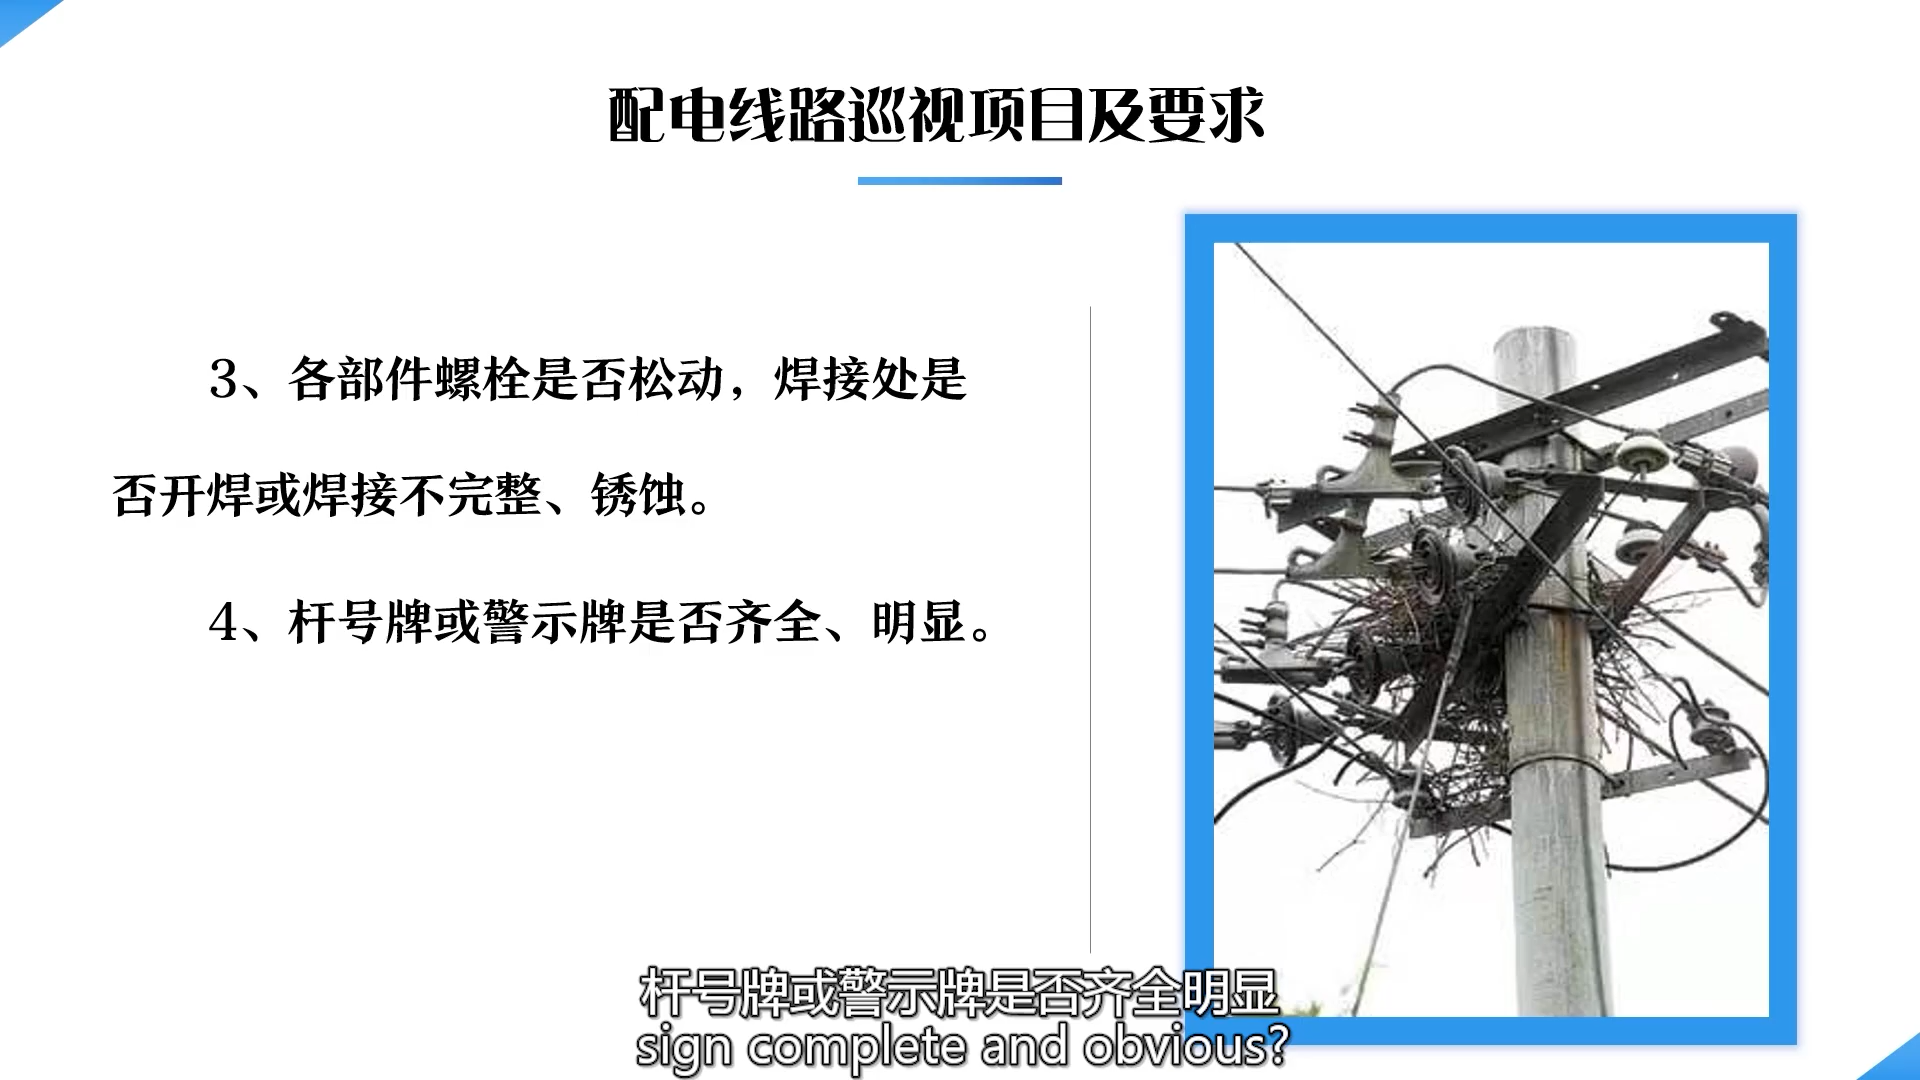 配电线路巡视项目及要求
3、各部件螺栓是否松动，焊接处是
否开焊或焊接不完整、锈蚀。
4、杆号牌或警示牌是否齐全、明显。
杆号牌或警示牌是否齐全明显
sign complete and obvious?